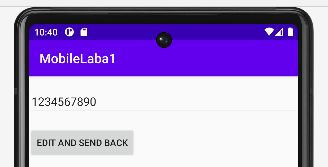 10:40
MobileLaba1
1234567890
EDIT AND SEND BACK